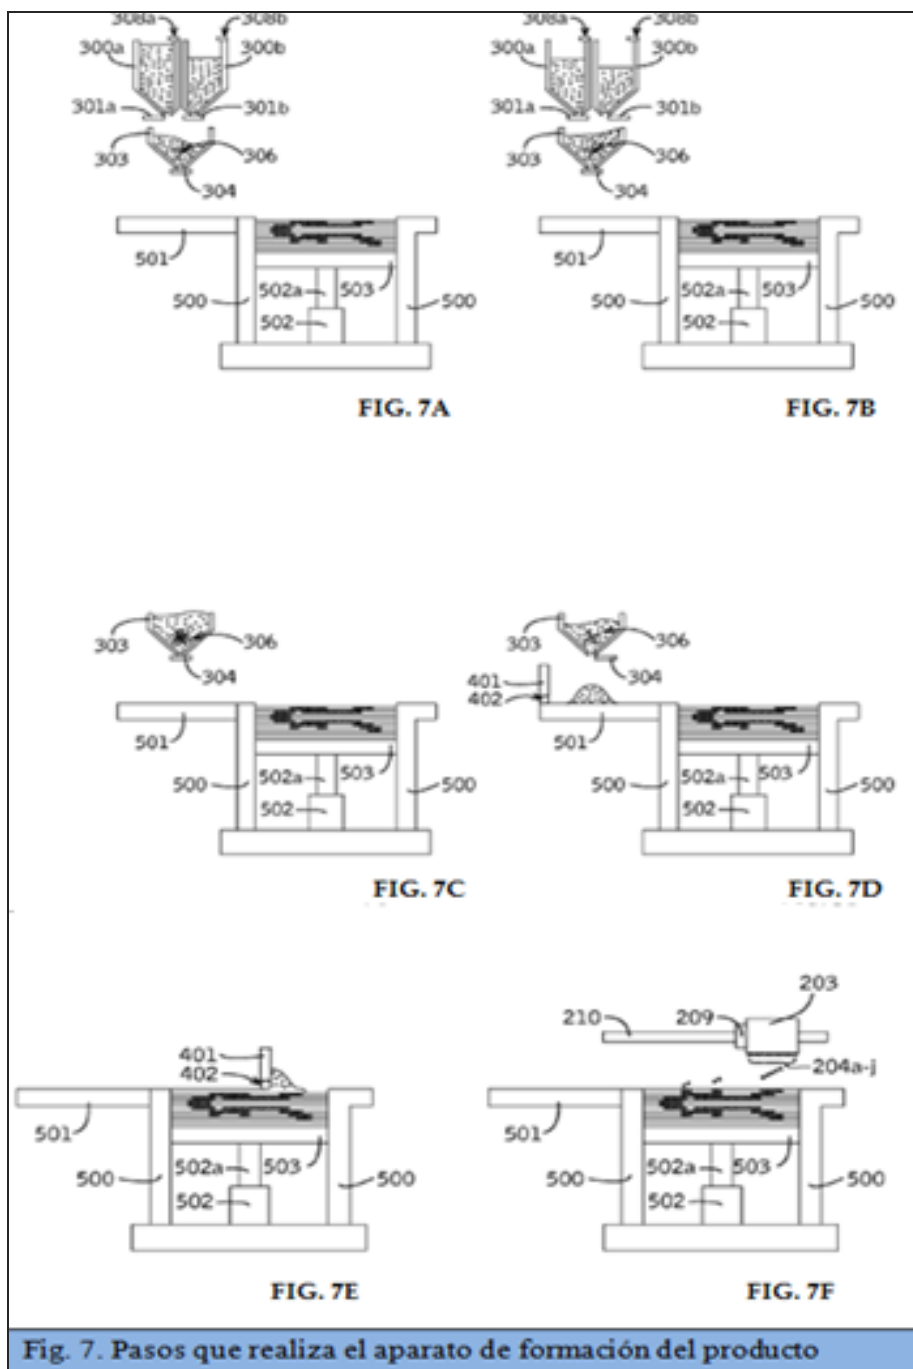 308a 308b 308a 308b
300a 300b 300a 300b
301a 301b 301a 301b
303 306 303 306
304 304
501 501
500 502a 503 500 500 502a 503 500
502 502
FIG. 7A FIG. 7B
303 306 303 306
304 401 304
402
501 501
500 502a 503 500 500 502a 503 500
502 502
FIG. 7C FIG. 7D
203
210 209
401 204a-j
402
501 501
500 502a 503 500 500 502a 503 500
502 502
FIG. 7E FIG. 7F
Fig. 7. Pasos que realiza el aparato de formación del producto